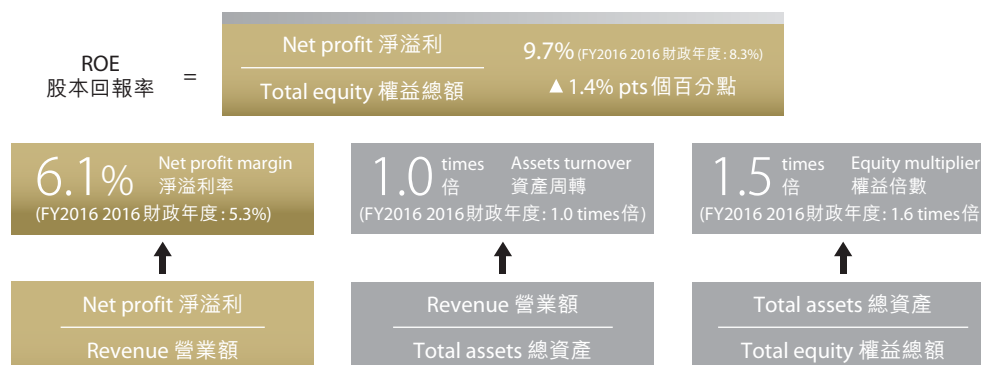 ROE
股本回報率
=
Net profit 淨溢利
Total equity 權益總額
9.7% (FY2016 2016財政年度: 8.3%)
▲1.4% pts個百分點
6.1% Net profit margin
淨溢利率
(FY2016 2016財政年度: 5.3%)
1.0 times Assets turnover
倍 資產周轉
(FY2016 2016財政年度: 1.0 times倍)
1.5 times Equity multiplier
倍 權益倍數
(FY2016 2016財政年度: 1.6 times倍
Net profit 淨溢利
Revenue 營業額
Revenue 營業額
Total assets 總資產
Total assets 總資產
Total equity 權益總額